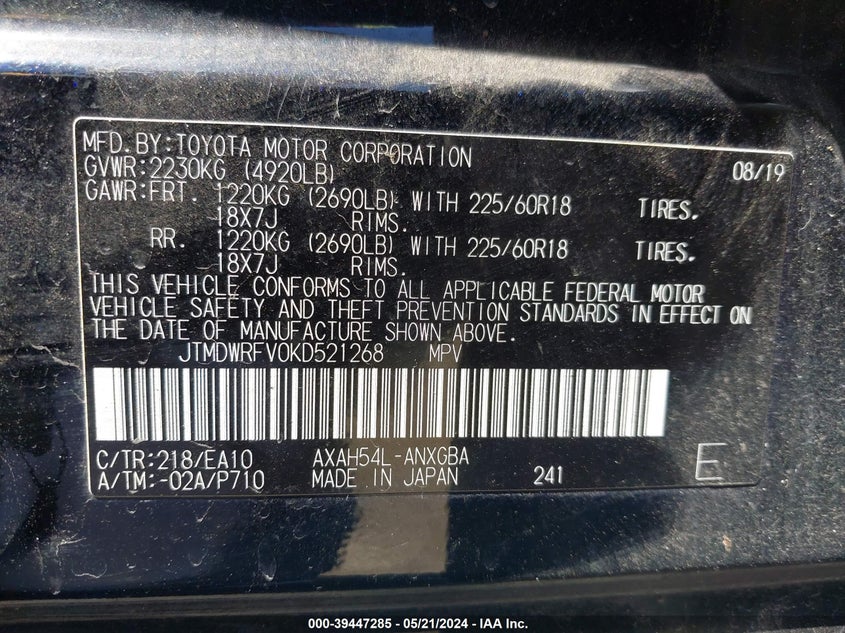 MFD.BY:TOYOTA MOTOR CORPORATION 08/19
GVWR:2230KG (4920LB)
GAWR:FRT. 1220KG (2690LB) WITH 225/60R18 TIRES.
18X7J RIMS.
RR. 1220KG (2690LB) WITH 225/60R18 TIRES.
18X7J RIMS.
THIS VEHICLE CONFORMS TO ALL APPLICABLE FEDERAL MOTOR
VEHICLE SAFETY AND THEFT PREVENTION STANDARDS IN EFFECT ON
THE DATE OF MANUFACTURE SHOWN ABOVE.
JTMDWRFV0KD521268 MPV
C/TR:218/EA10 AXAH54L-ANXGBA
A/TM:-02A/P710 MADE IN JAPAN 241 E
000-39447285 - 05/21/2024 - IAA Inc.